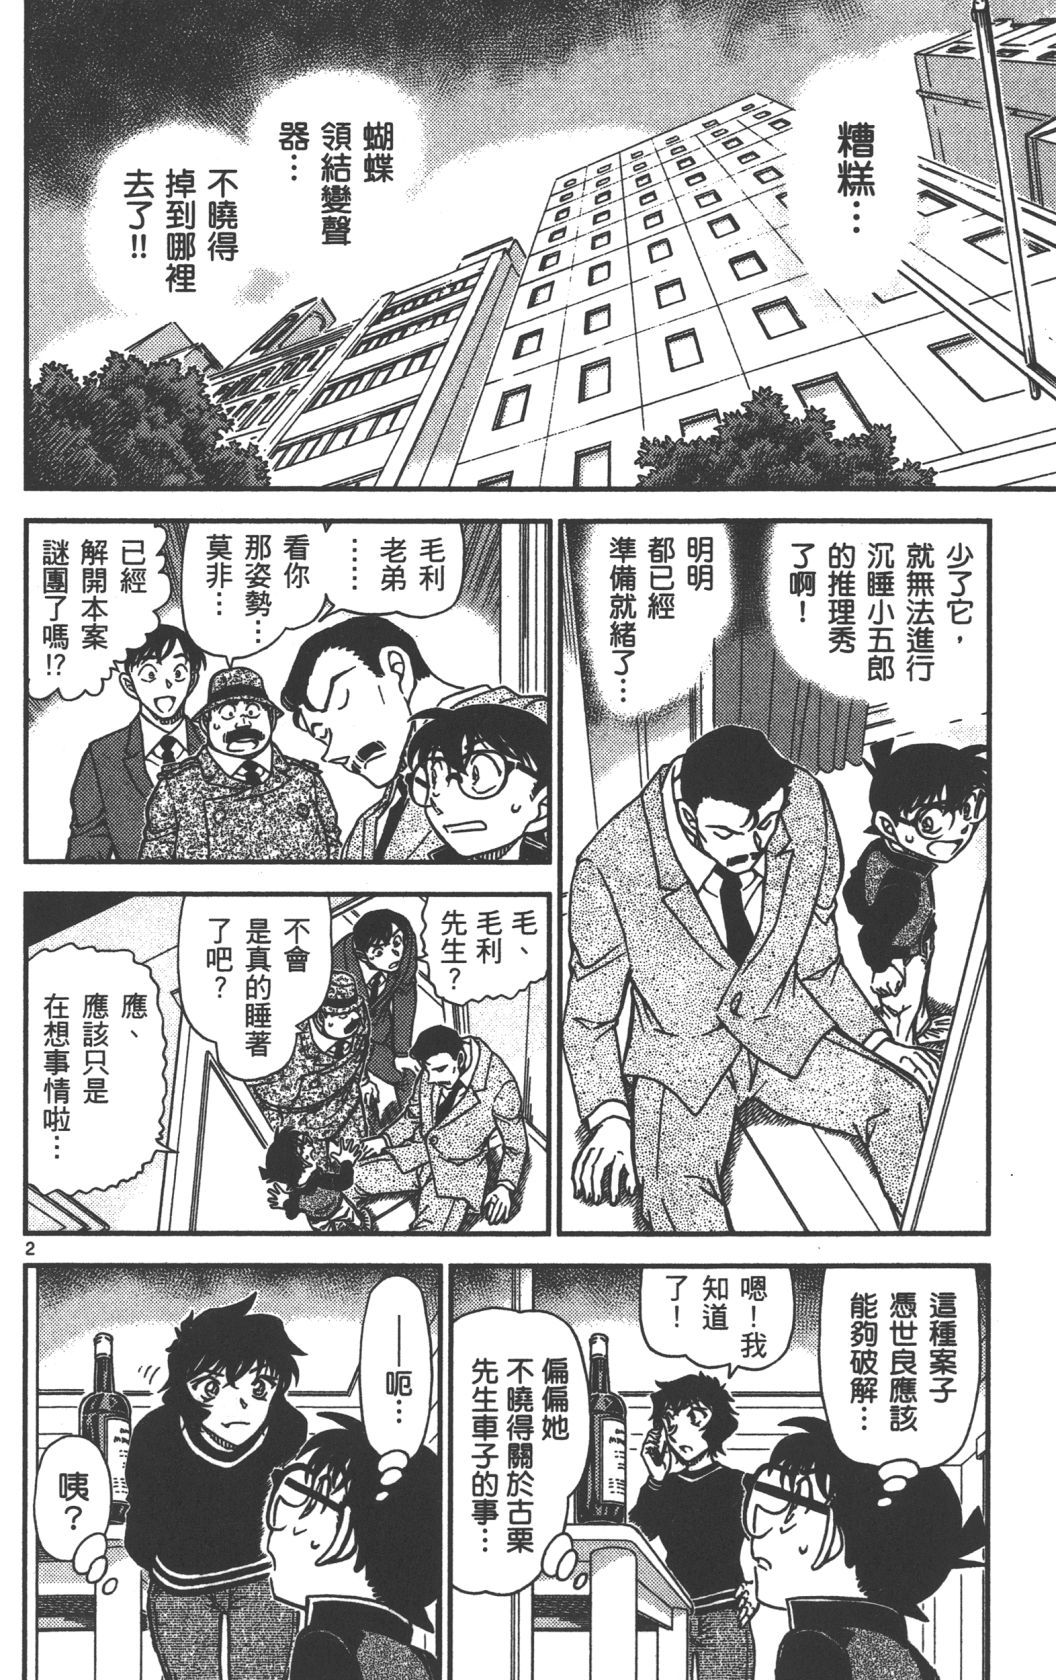 糟糕…
蝴蝶
領結變聲
器…
不曉得
掉到哪裡
去了!!
少了它，
就無法進行
沉睡小五郎
的推理秀
了啊！
明明
都已經
準備就緒了…
毛利
老弟
……
看你
那姿勢…
莫非…
已經
解開本案
謎團了嗎!?
毛、
毛利
先生？
不會
是真的睡著
了吧？
應、
應該只是
在想事情啦…
2
這種案子
憑世良應該
能夠破解…
嗯！我
知道
了！
偏偏她
不曉得關於古栗
先生車子的事…
——呃…
咦？